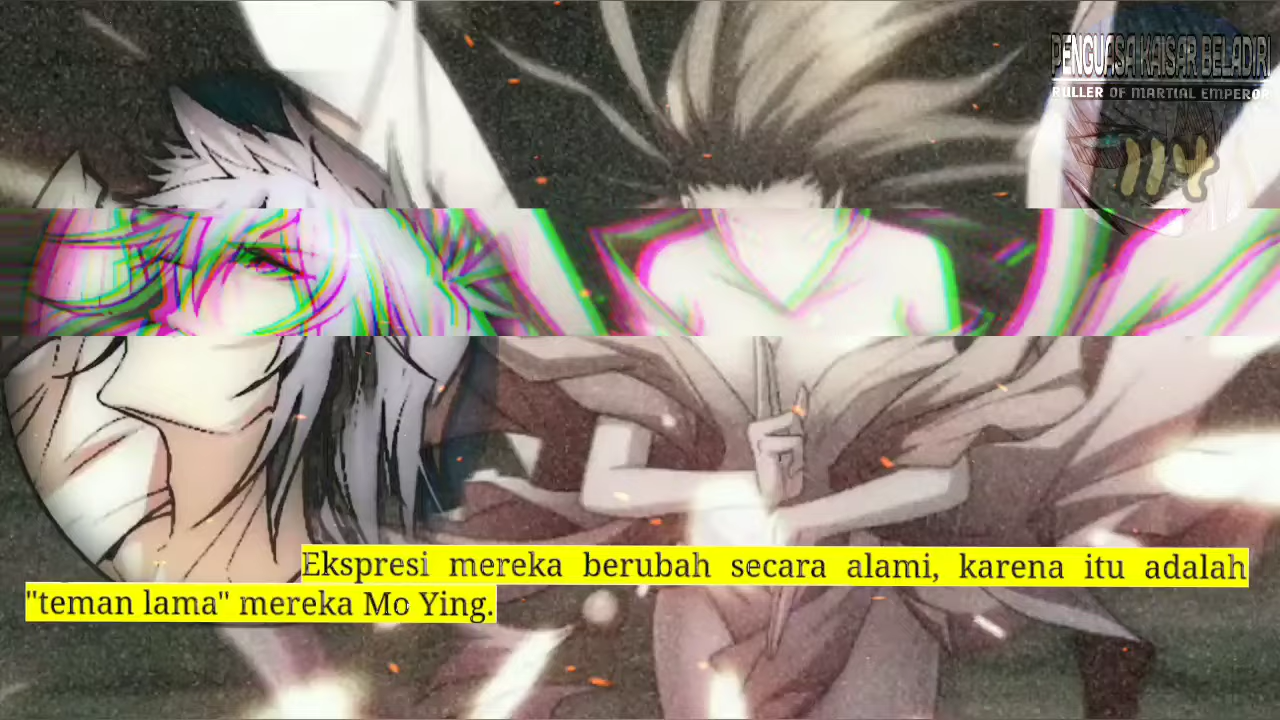 PENGUASA KAISAR BELADIRI
RULLER OF MARTIAL EMPEROR
114
Ekspresi mereka berubah secara alami, karena itu adalah
"teman lama" mereka Mo Ying.